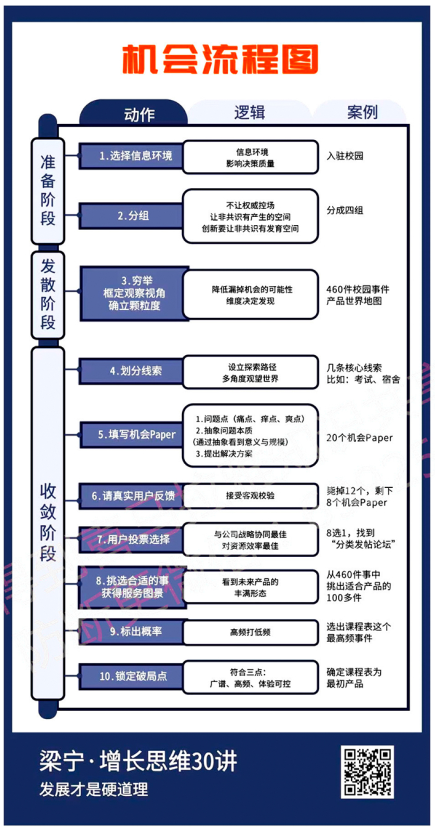 机会流程图
动作
逻辑
案例
准备阶段
1.选择信息环境
信息环境
影响决策质量
入驻校园
2.分组
不让权威控场
让非共识有产生的空间
创新要让非共识有发育空间
分成四组
发散阶段
3.穷举
框定观察视角
确立颗粒度
降低漏掉机会的可能性
维度决定发现
460件校园事件
产品世界地图
收敛阶段
4.划分线索
设立探索路径
多角度观望世界
几条核心线索
比如：考试、宿舍
5.填写机会Paper
1.问题点（痛点、痒点、爽点）
2.抽象问题本质
（通过抽象看到意义与规模）
3.提出解决方案
20个机会Paper
6.请真实用户反馈
接受客观校验
毙掉12个，剩下
8个机会Paper
7.用户投票选择
与公司战略协同最佳
对资源效率最佳
8选1，找到
“分类发帖论坛”
8.挑选合适的事
获得服务图景
看到未来产品的
丰满形态
从460件事中
挑出适合产品的
100多件
9.标出概率
高频打低频
选出课程表这个
最高频事件
10.锁定破局点
符合三点：
广谱、高频、体验可控
确定课程表为
最初产品
梁宁·增长思维30讲
发展才是硬道理